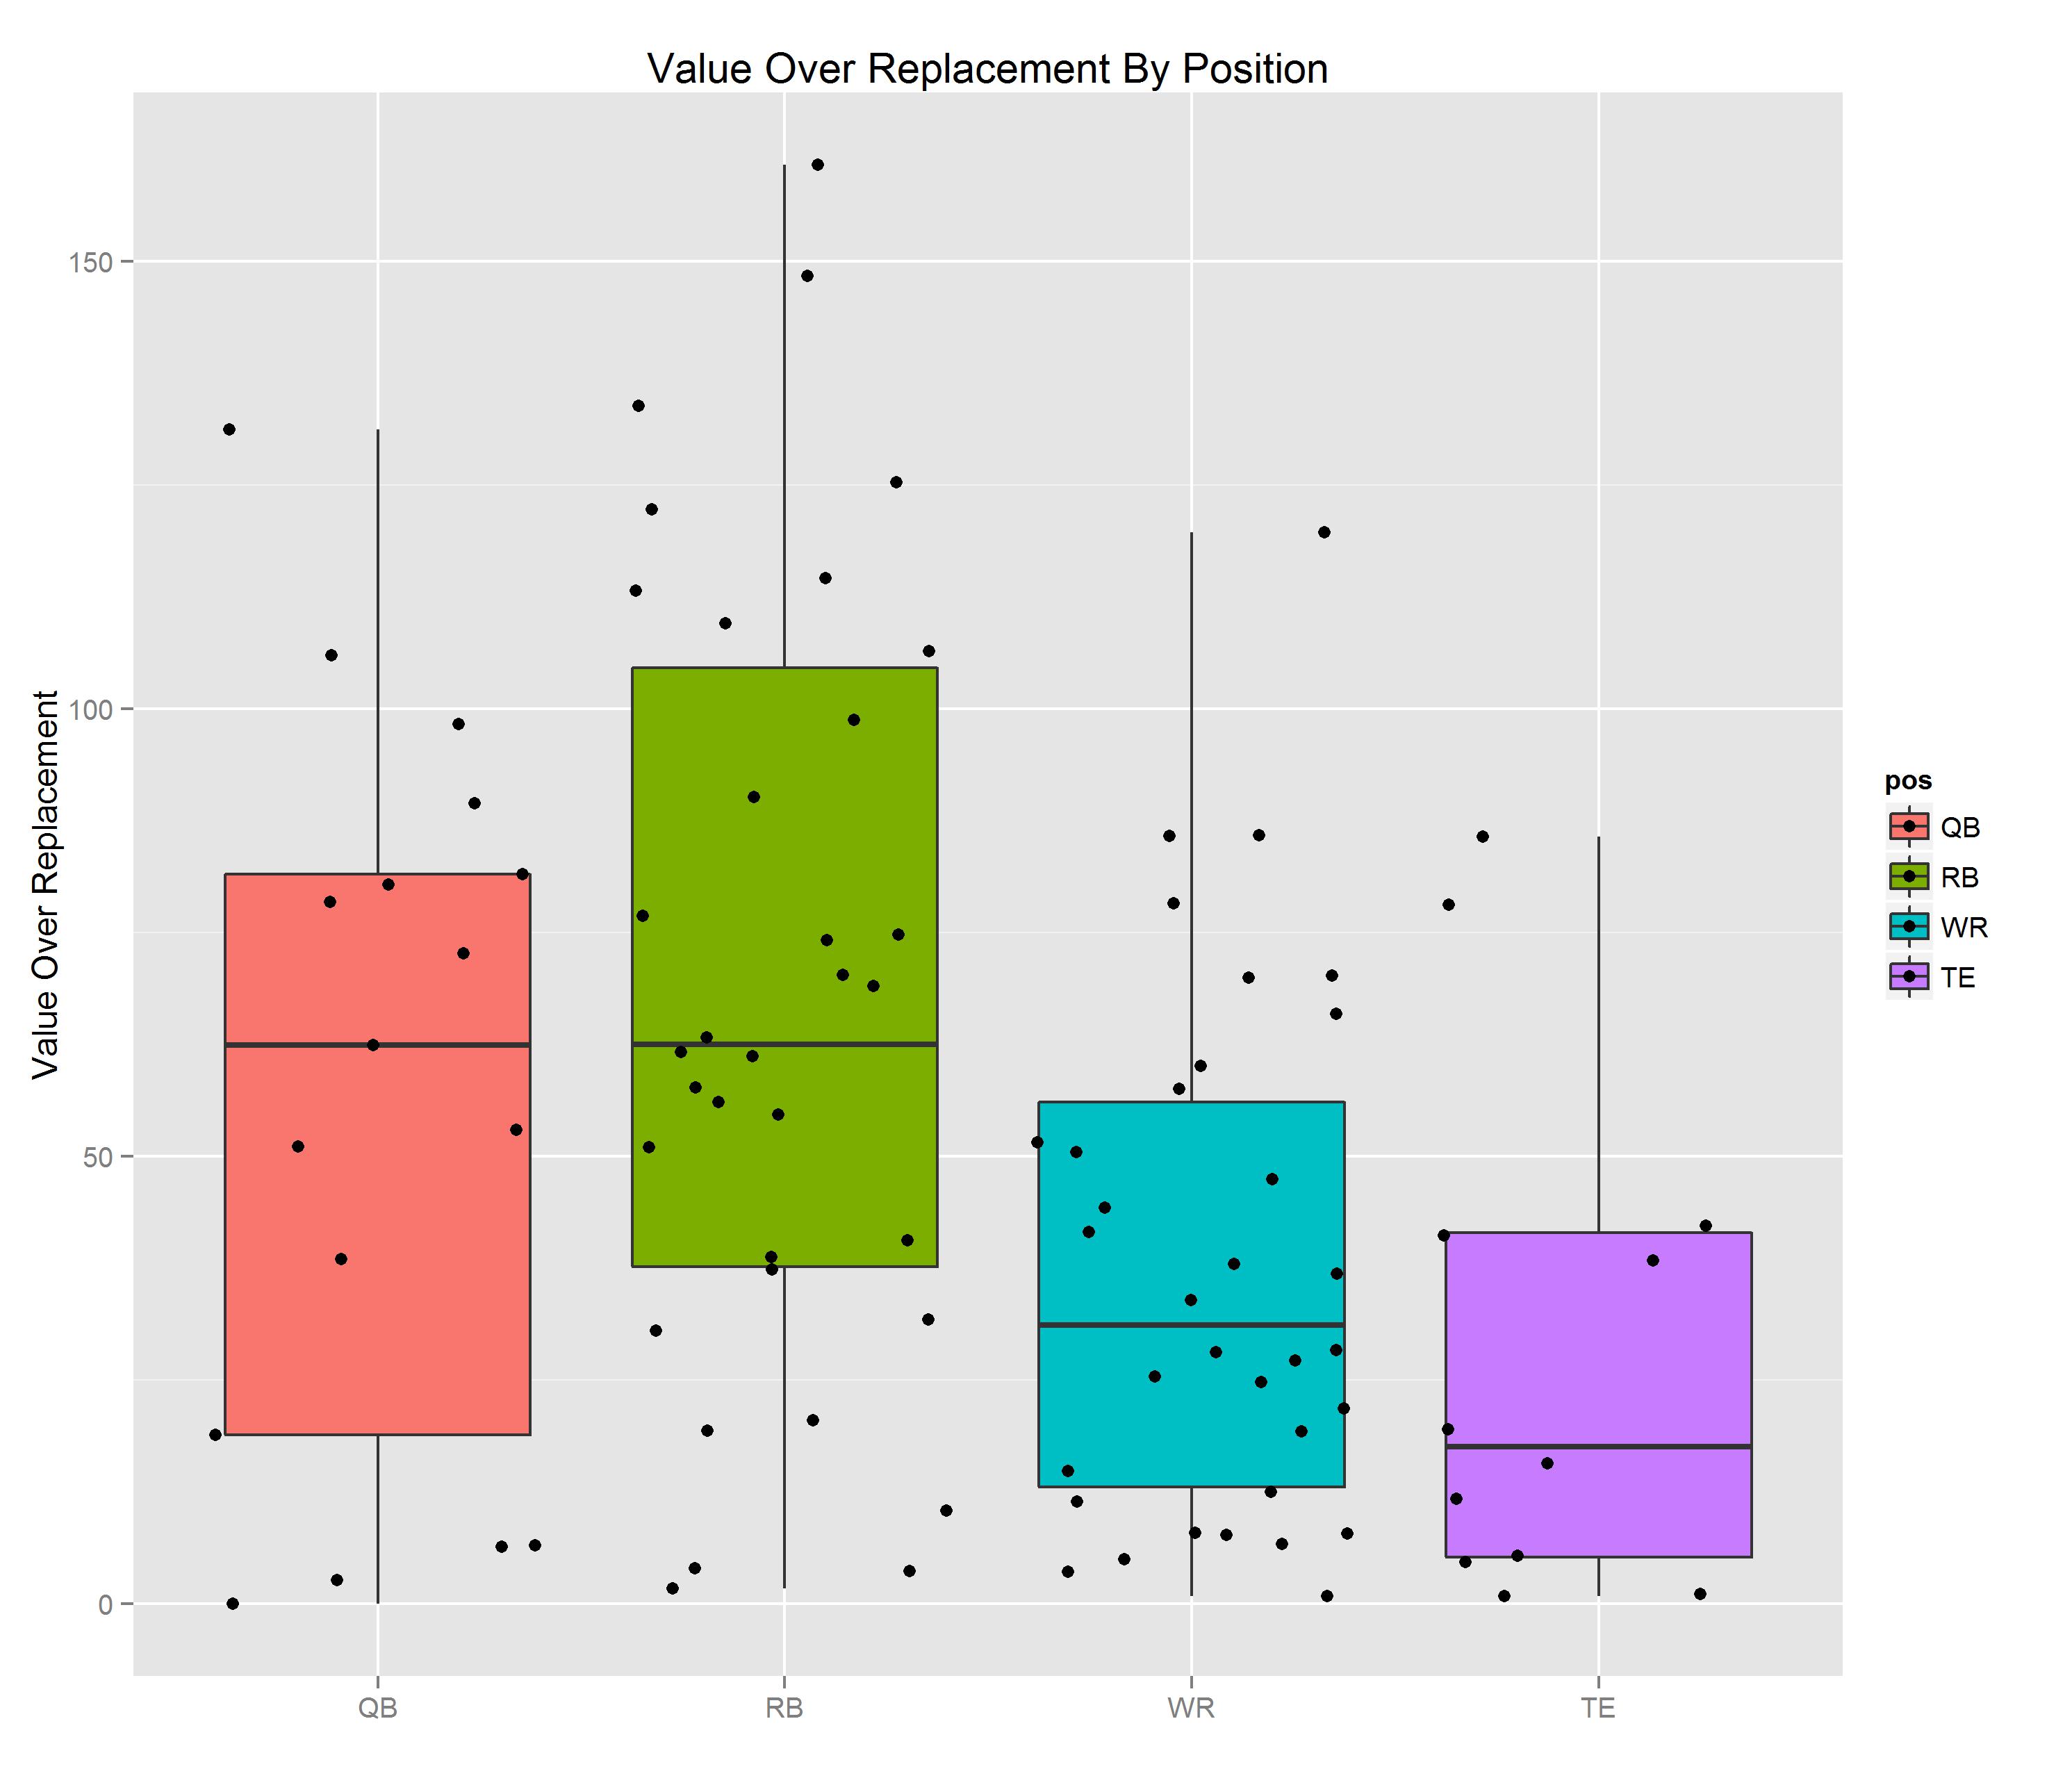 Value Over Replacement By Position
Value Over Replacement
150
100
50
0
QB
RB
WR
TE
pos
QB
RB
WR
TE